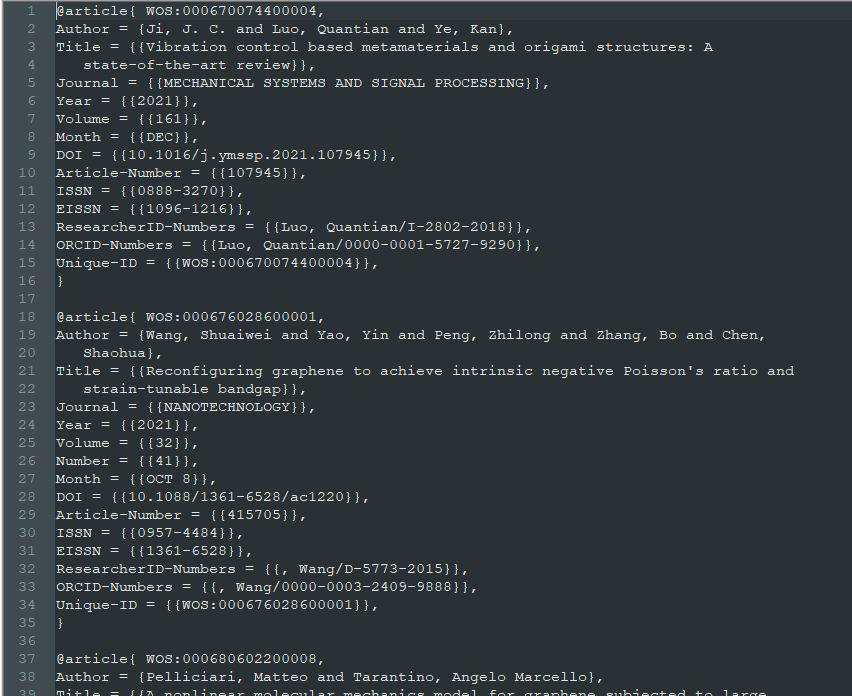 1 @article{ WOS:000670074400004,
2 Author = {Ji, J. C. and Luo, Quantian and Ye, Kan},
3 Title = {{Vibration control based metamaterials and origami structures: A
4 state-of-the-art review}},
5 Journal = {{MECHANICAL SYSTEMS AND SIGNAL PROCESSING}},
6 Year = {{2021}},
7 Volume = {{161}},
8 Month = {{DEC}},
9 DOI = {{10.1016/j.ymssp.2021.107945}},
10 Article-Number = {{107945}},
11 ISSN = {{0888-3270}},
12 EISSN = {{1096-1216}},
13 ResearcherID-Numbers = {{Luo, Quantian/I-2802-2018}},
14 ORCID-Numbers = {{Luo, Quantian/0000-0001-5727-9290}},
15 Unique-ID = {{WOS:000670074400004}},
16 }
17
18 @article{ WOS:000676028600001,
19 Author = {Wang, Shuaiwei and Yao, Yin and Peng, Zhilong and Zhang, Bo and Chen,
20 Shaohua},
21 Title = {{Reconfiguring graphene to achieve intrinsic negative Poisson's ratio and
22 strain-tunable bandgap}},
23 Journal = {{NANOTECHNOLOGY}},
24 Year = {{2021}},
25 Volume = {{32}},
26 Number = {{41}},
27 Month = {{OCT 8}},
28 DOI = {{10.1088/1361-6528/ac1220}},
29 Article-Number = {{415705}},
30 ISSN = {{0957-4484}},
31 EISSN = {{1361-6528}},
32 ResearcherID-Numbers = {{, Wang/D-5773-2015}},
33 ORCID-Numbers = {{, Wang/0000-0003-2409-9888}},
34 Unique-ID = {{WOS:000676028600001}},
35 }
36
37 @article{ WOS:000680602200008,
38 Author = {Pelliciari, Matteo and Tarantino, Angelo Marcello},
39 Title = {{A nonlinear molecular mechanics model for graphene subjected to large